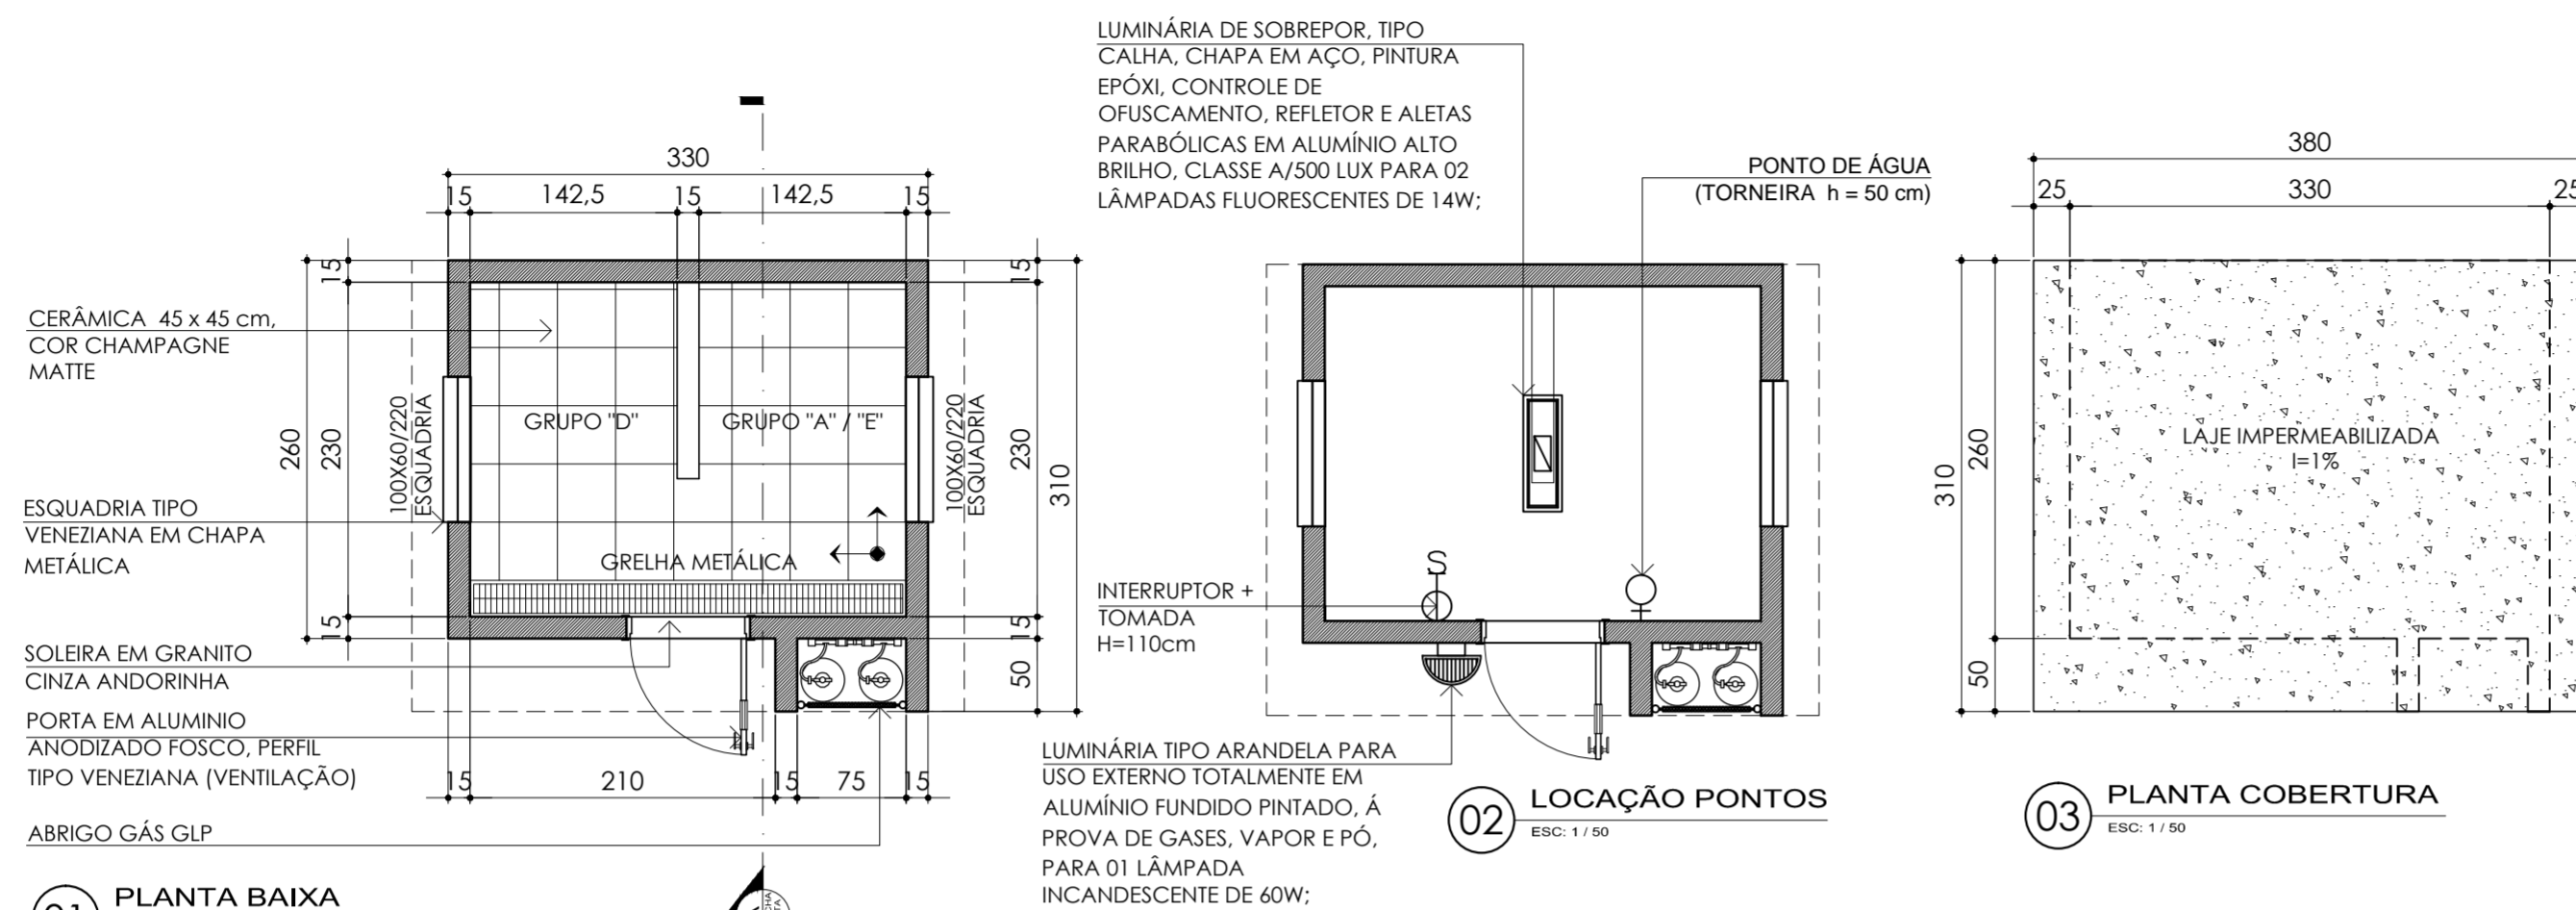 LUMINÁRIA DE SOBREPOR, TIPO
CALHA, CHAPA EM AÇO, PINTURA
EPÓXI, CONTROLE DE
OFUSCAMENTO, REFLETOR E ALETAS
PARABÓLICAS EM ALUMÍNIO ALTO
BRILHO, CLASSE A/500 LUX PARA 02
LÂMPADAS FLUORESCENTES DE 14W;
PONTO DE ÁGUA
(TORNEIRA h = 50 cm)
330
15 142,5 15 142,5 15
15
230
15
260
15
230
15
50
310
CERÂMICA 45 x 45 cm,
COR CHAMPAGNE
MATTE
100X60/220
ESQUADRIA
GRUPO "D"
GRUPO "A" / "E"
100X60/220
ESQUADRIA
ESQUADRIA TIPO
VENEZIANA EM CHAPA
METÁLICA
GRELHA METÁLICA
SOLEIRA EM GRANITO
CINZA ANDORINHA
PORTA EM ALUMINIO
ANODIZADO FOSCO, PERFIL
TIPO VENEZIANA (VENTILAÇÃO)
15 210 15 75 15
ABRIGO GÁS GLP
PLANTA BAIXA
INTERRUPTOR +
TOMADA
H=110cm
S
LUMINÁRIA TIPO ARANDELA PARA
USO EXTERNO TOTALMENTE EM
ALUMÍNIO FUNDIDO PINTADO, Á
PROVA DE GASES, VAPOR E PÓ,
PARA 01 LÂMPADA
INCANDESCENTE DE 60W;
02 LOCAÇÃO PONTOS
ESC: 1 / 50
380
25 330 25
310
260
50
LAJE IMPERMEABILIZADA
I=1%
03 PLANTA COBERTURA
ESC: 1 / 50